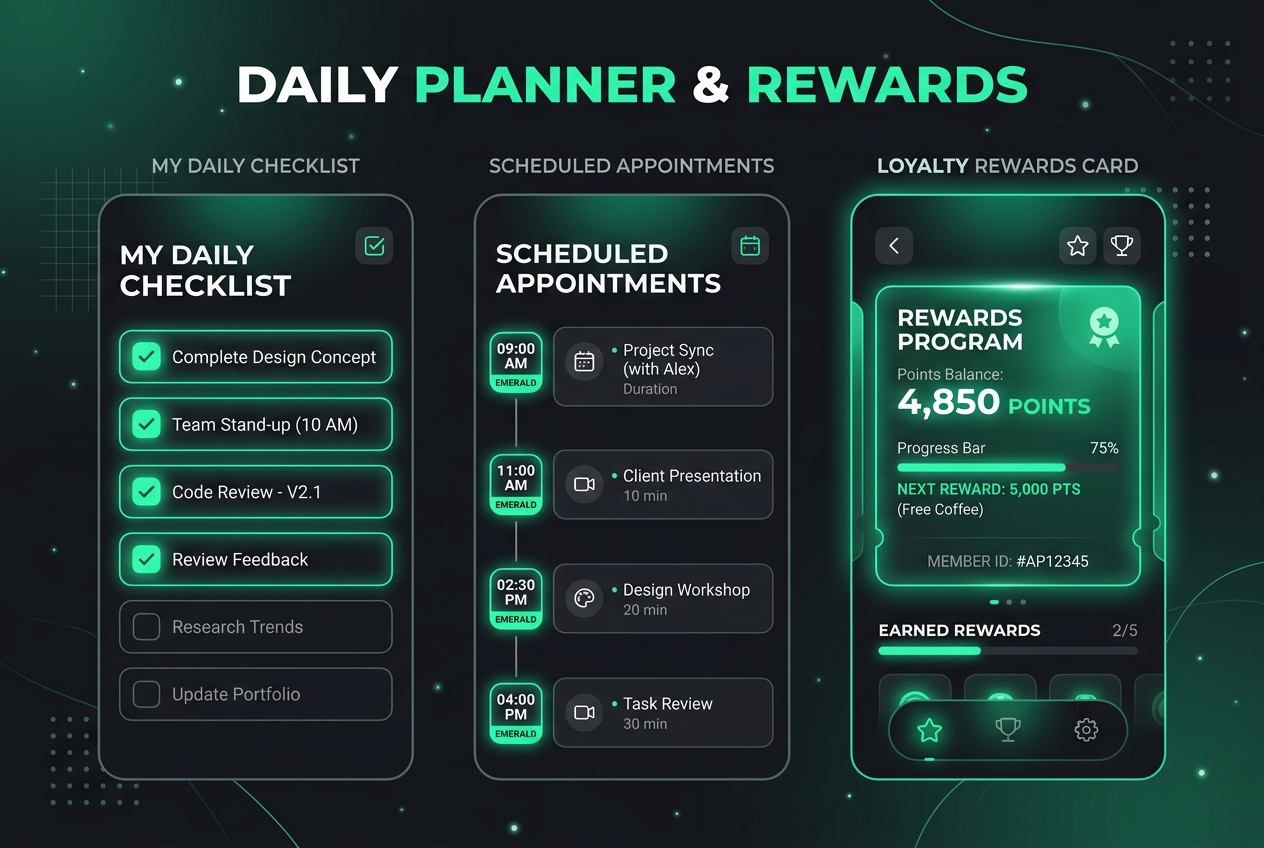 DAILY PLANNER & REWARDS
MY DAILY CHECKLIST
MY DAILY
CHECKLIST
Complete Design Concept
Team Stand-up (10 AM)
Code Review - V2.1
Review Feedback
Research Trends
Update Portfolio
SCHEDULED APPOINTMENTS
SCHEDULED
APPOINTMENTS
09:00
AM
EMERALD
• Project Sync
(with Alex)
Duration
11:00
AM
EMERALD
• Client Presentation
10 min
02:30
PM
EMERALD
• Design Workshop
20 min
04:00
PM
EMERALD
• Task Review
30 min
LOYALTY REWARDS CARD
REWARDS
PROGRAM
Points Balance:
4,850 POINTS
Progress Bar 75%
NEXT REWARD: 5,000 PTS
(Free Coffee)
MEMBER ID: #AP12345
EARNED REWARDS 2/5